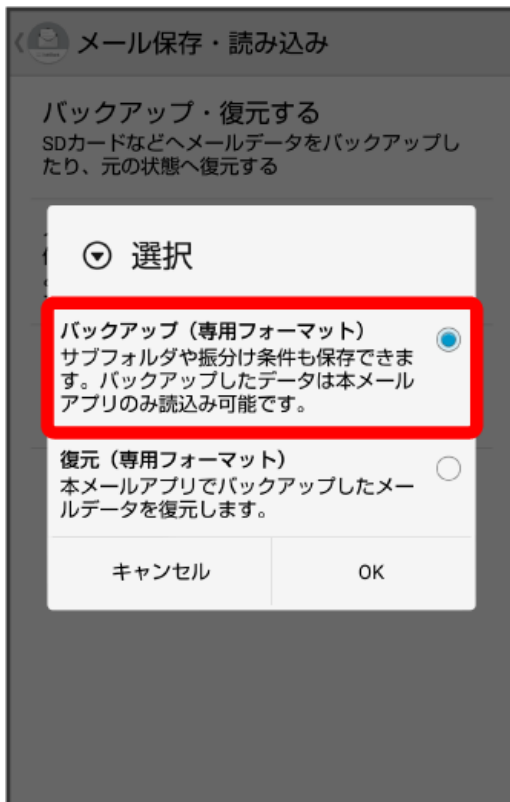 メール保存・読み込み
バックアップ・復元する
SDカードなどへメールデータをバックアップし
たり、元の状態へ復元する
選択
バックアップ（専用フォーマット）
サブフォルダや振分け条件も保存できま
す。バックアップしたデータは本メール
アプリのみ読込み可能です。
復元（専用フォーマット）
本メールアプリでバックアップしたメー
ルデータを復元します。
キャンセル
OK